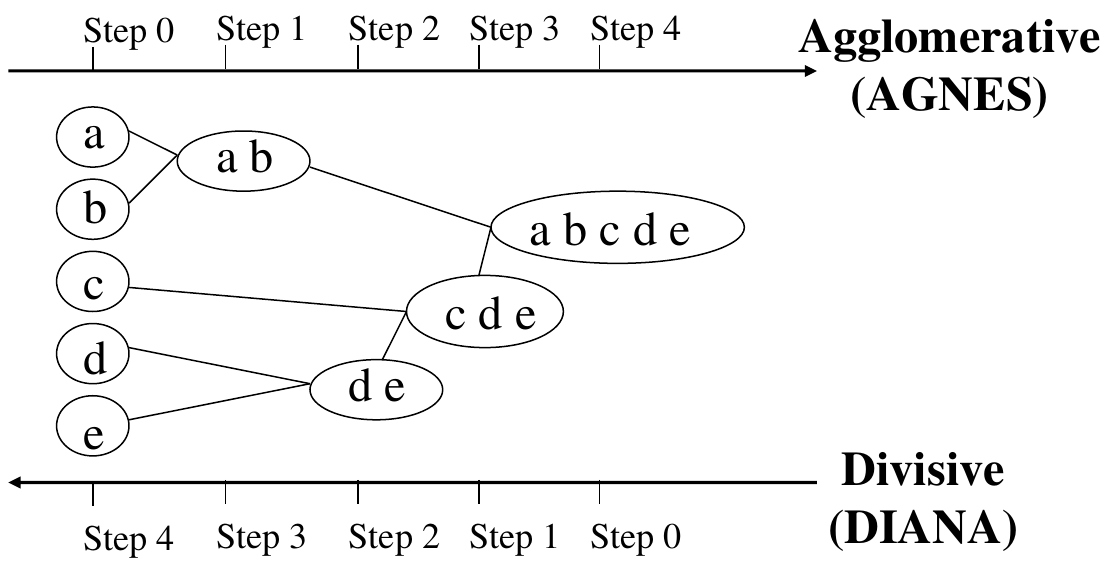 Step 0 Step 1 Step 2 Step 3 Step 4
Agglomerative
(AGNES)
a
a b
b
a b c d e
c
c d e
d
d e
e
Divisive
(DIANA)
Step 4 Step 3 Step 2 Step 1 Step 0